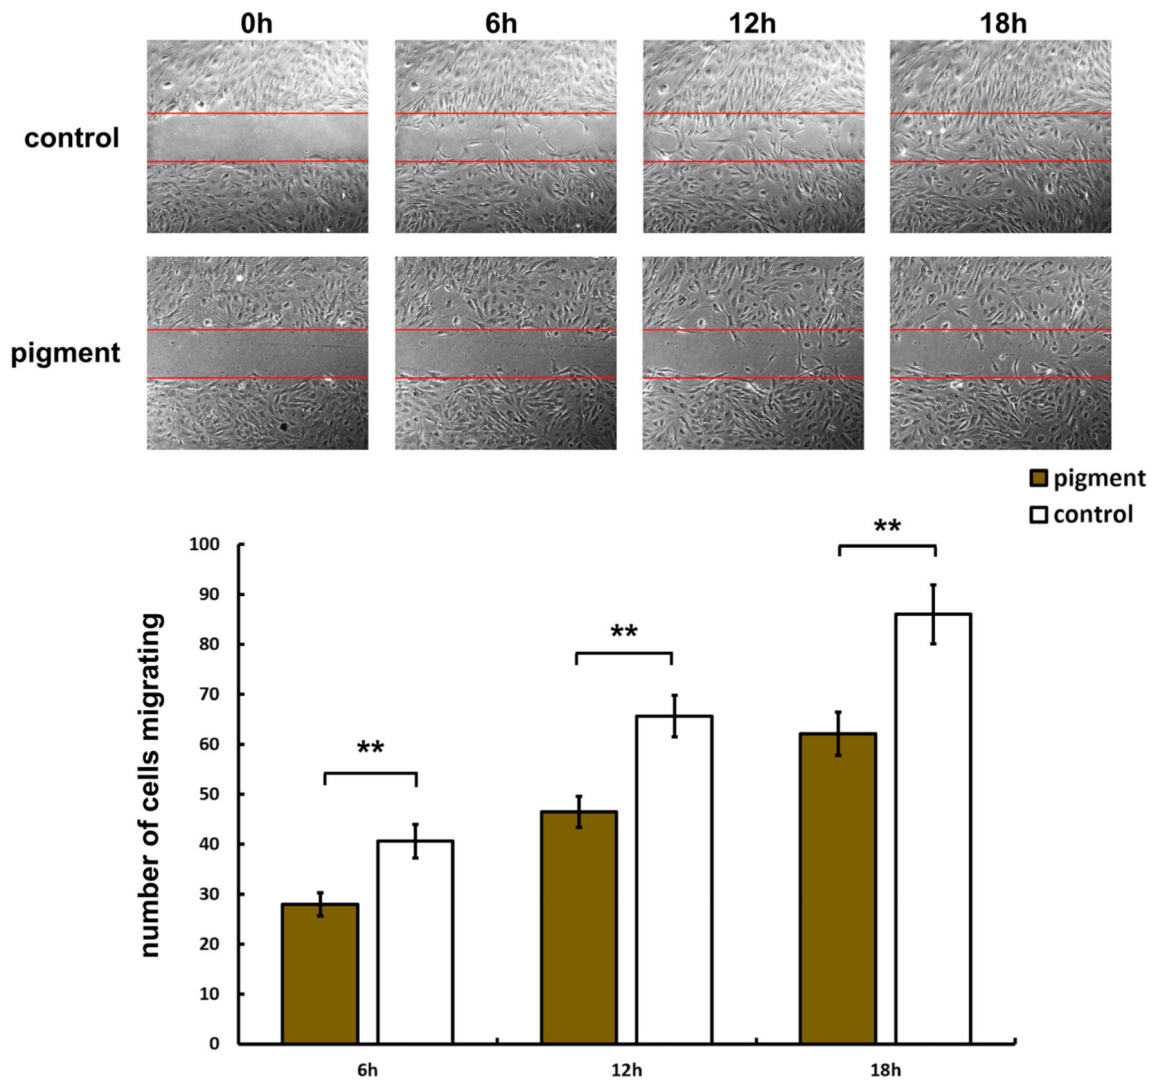 0h 6h 12h 18h
control
pigment
pigment
control
**
**
**
100
90
80
70
60
50
40
30
20
10
0
number of cells migrating
6h 12h 18h